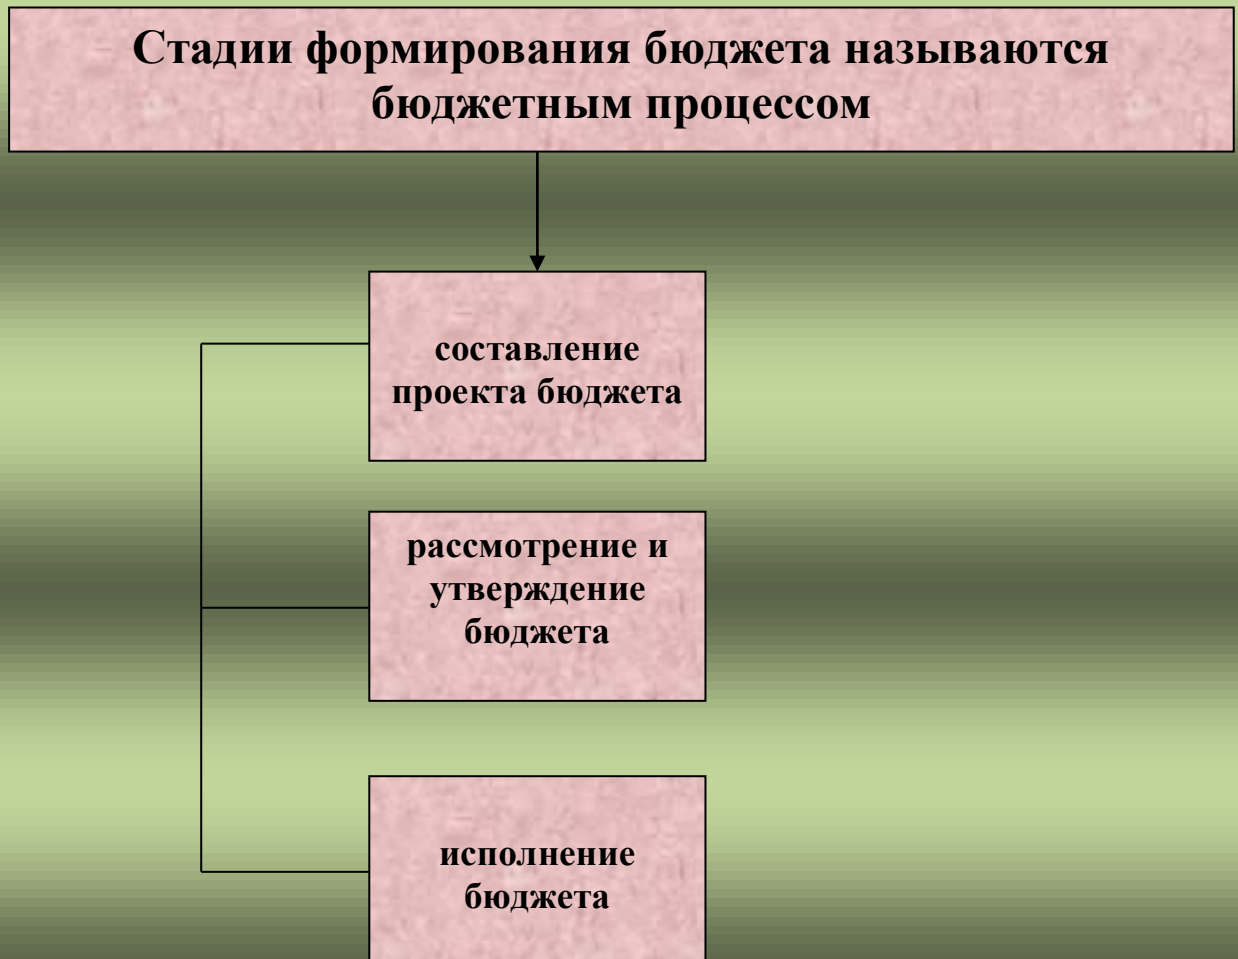 Стадии формирования бюджета называются
бюджетным процессом
составление
проекта бюджета
рассмотрение и
утверждение
бюджета
исполнение
бюджета